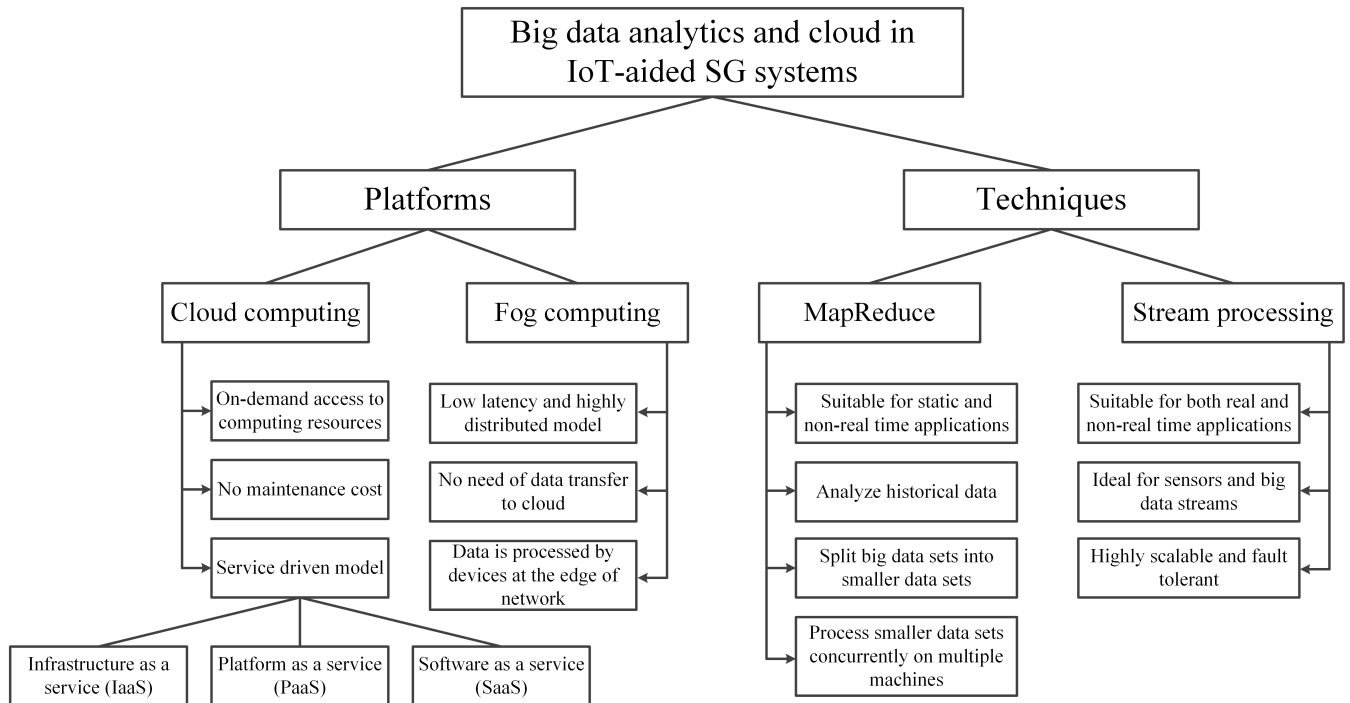 Big data analytics and cloud in
IoT-aided SG systems
Platforms
Techniques
Cloud computing
Fog computing
MapReduce
Stream processing
On-demand access to
computing resources
No maintenance cost
Service driven model
Infrastructure as a
service (IaaS)
Platform as a service
(PaaS)
Software as a service
(SaaS)
Low latency and highly
distributed model
No need of data transfer
to cloud
Data is processed by
devices at the edge of
network
Suitable for static and
non-real time applications
Analyze historical data
Split big data sets into
smaller data sets
Process smaller data sets
concurrently on multiple
machines
Suitable for both real and
non-real time applications
Ideal for sensors and big
data streams
Highly scalable and fault
tolerant